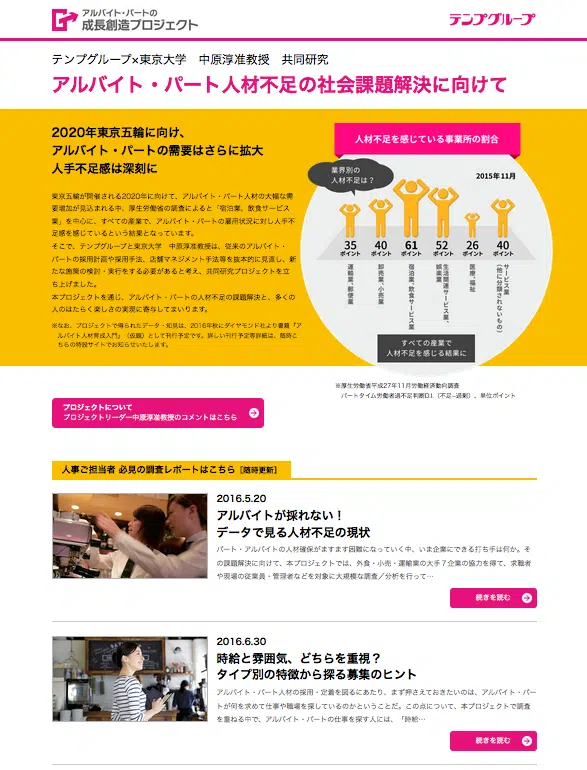 アルバイト・パートの
成長創造プロジェクト
テンプグループ
テンプグループ×東京大学　中原淳准教授　共同研究
アルバイト・パート人材不足の社会課題解決に向けて
2020年東京五輪に向け、
アルバイト・パートの需要はさらに拡大
人手不足感は深刻に
東京五輪が開催される2020年に向けて、アルバイト・パート人材の大幅な需
要増加が見込まれる中、厚生労働省の調査によると「宿泊業、飲食サービス
業」を中心に、すべての産業で、アルバイト・パートの雇用状況に対し人手不
足感を感じているという結果となっています。
そこで、テンプグループと東京大学　中原淳准教授は、従来のアルバイト・
パートの採用計画や採用手法、店舗マネジメント手法等を抜本的に見直し、新
たな施策の検討・実行をする必要があると考え、共同研究プロジェクトを立
ち上げました。
本プロジェクトを通じ、アルバイト・パートの人材不足の課題解決と、多くの
人のはたらく楽しさの実現に寄与してまいります。
※なお、プロジェクトで得られたデータ・知見は、2016年秋にダイヤモンド社より書籍『ア
ルバイト人材育成入門』（仮題）として刊行予定です。詳しい刊行予定等詳細は、随時こ
ちらの特設サイトでお知らせいたします。
人材不足を感じている事業所の割合
業界別の
人材不足は？
2015年11月
35
ポイント
40
ポイント
61
ポイント
52
ポイント
26
ポイント
40
ポイント
運輸業、郵便業
卸売業、小売業
宿泊業、飲食サービス業
生活関連サービス業、
娯楽業
医療、福祉
サービス業
（他に分類されないもの）
すべての産業で
人材不足を感じる結果に
※厚生労働省平成27年11月労働経済動向調査
パートタイム労働者過不足判断D.I.（不足−過剰）、単位ポイント
プロジェクトについて
プロジェクトリーダー中原淳准教授のコメントはこちら
人事ご担当者 必見の調査レポートはこちら［随時更新］
2016.5.20
アルバイトが採れない！
データで見る人材不足の現状
パート・アルバイトの人材確保がますます困難になっていく中、いま企業にできる打ち手は何か。そ
の課題解決に向けて、本プロジェクトでは、外食・小売・運輸業の大手７企業の協力を得て、求職者
や現場の従業員・管理者などを対象に大規模な調査／分析を行って…
続きを読む
2016.6.30
時給と雰囲気、どちらを重視？
タイプ別の特徴から探る募集のヒント
アルバイト・パート人材の採用・定着を図るにあたり、まず押さえておきたいのは、アルバイト・パー
トが何を求めて仕事や職場を探しているのかということだ。この点について、本プロジェクトで調査
を重ねる中で、アルバイト・パートの仕事を探す人には、「時給…
続きを読む